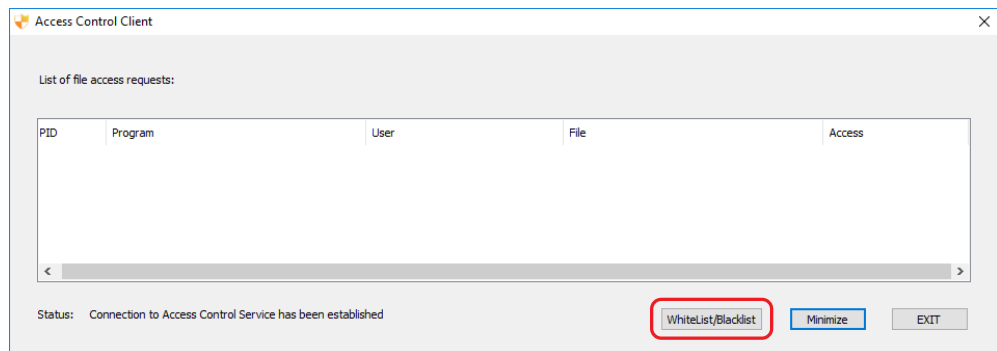 Access Control Client
List of file access requests:
PID Program User File Access
Status: Connection to Access Control Service has been established
WhiteList/Blacklist Minimize EXIT